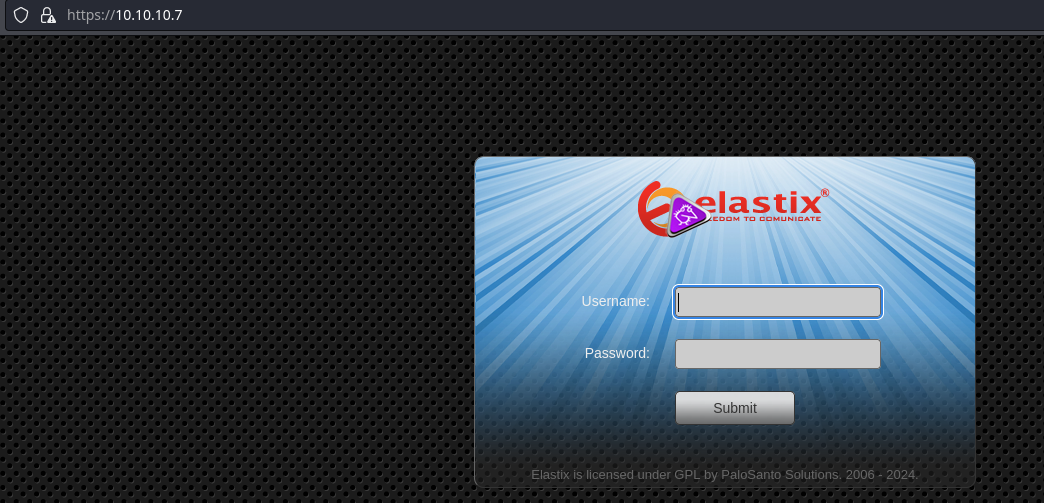 https://10.10.10.7
elastix®
EDOM TO COMUNICATE
Username:
Password:
Submit
Elastix is licensed under GPL by PaloSanto Solutions. 2006 - 2024.